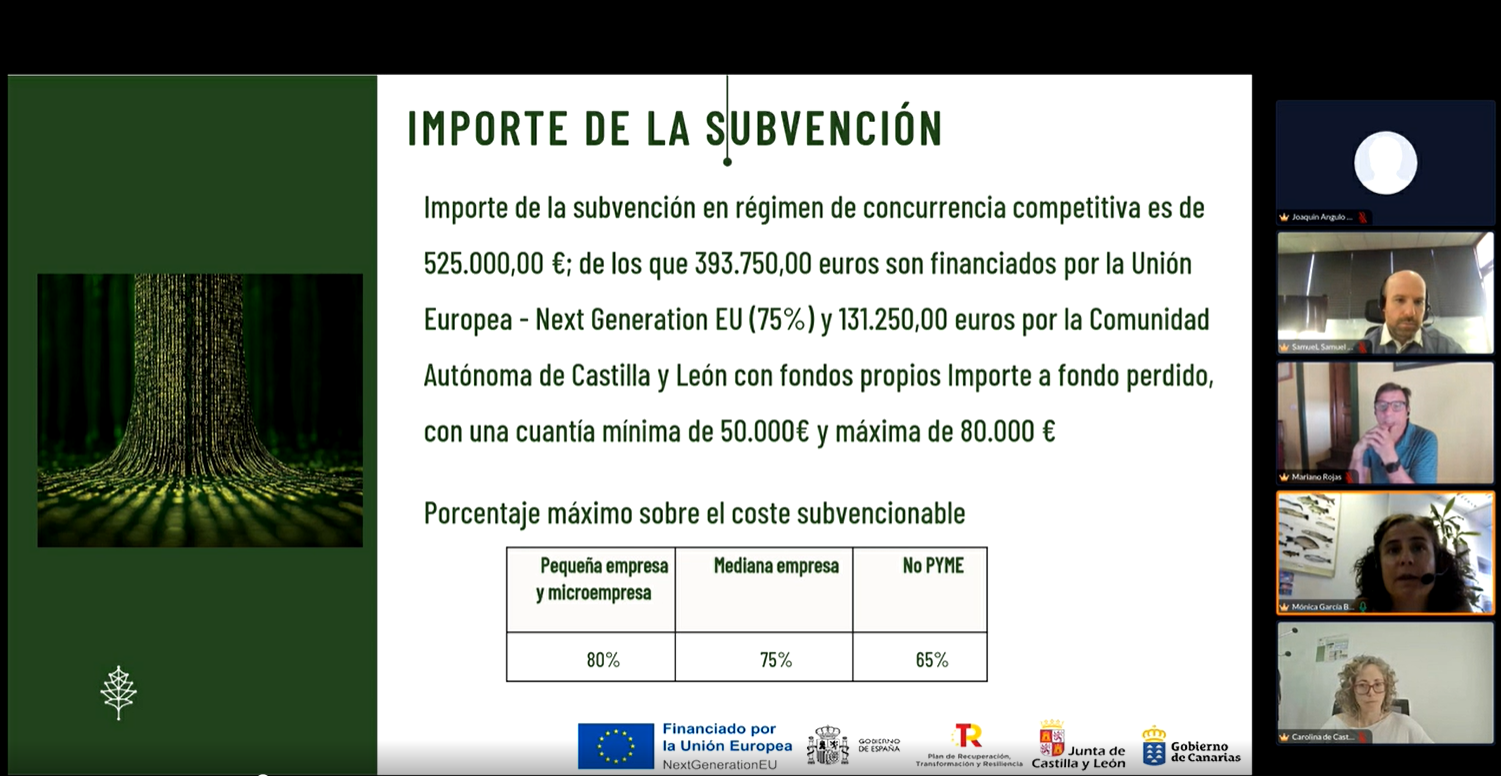 IMPORTE DE LA SUBVENCIÓN
Importe de la subvención en régimen de concurrencia competitiva es de
525.000,00 €; de los que 393.750,00 euros son financiados por la Unión
Europea - Next Generation EU (75%) y 131.250,00 euros por la Comunidad
Autónoma de Castilla y León con fondos propios Importe a fondo perdido,
con una cuantía mínima de 50.000€ y máxima de 80.000 €
Porcentaje máximo sobre el coste subvencionable
Pequeña empresa
y microempresa
Mediana empresa
No PYME
80%
75%
65%
Financiado por
la Unión Europea
NextGenerationEU
GOBIERNO
DE ESPAÑA
TR
Plan de Recuperación,
Transformación y Resiliencia
Junta de
Castilla y León
Gobierno
de Canarias
Joaquin Angulo ...
SamueL Samuel ...
Mariano Rojas
Mónica García B...
Carolina de Cast...